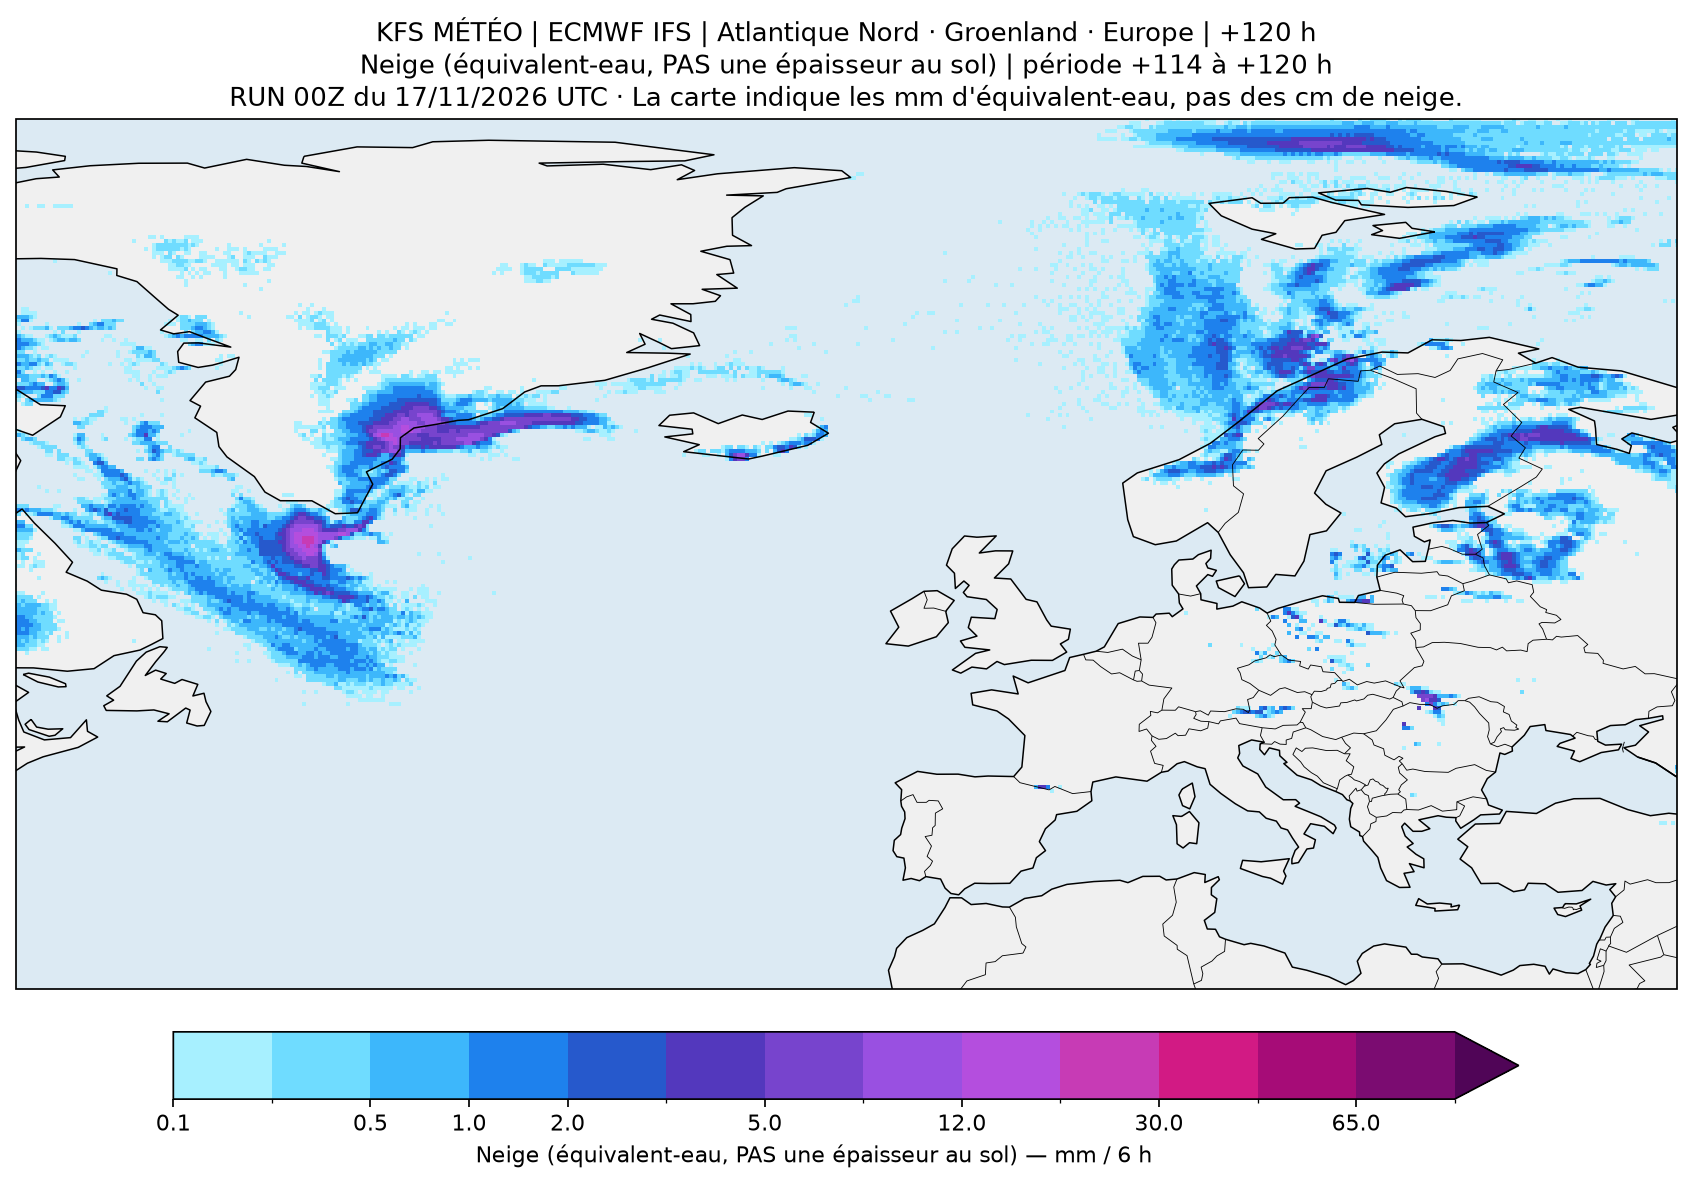 KFS MÉTÉO | ECMWF IFS | Atlantique Nord · Groenland · Europe | +120 h
Neige (équivalent-eau, PAS une épaisseur au sol) | période +114 à +120 h
RUN 00Z du 17/11/2026 UTC · La carte indique les mm d'équivalent-eau, pas des cm de neige.
0.1 0.5 1.0 2.0 5.0 12.0 30.0 65.0
Neige (équivalent-eau, PAS une épaisseur au sol) — mm / 6 h